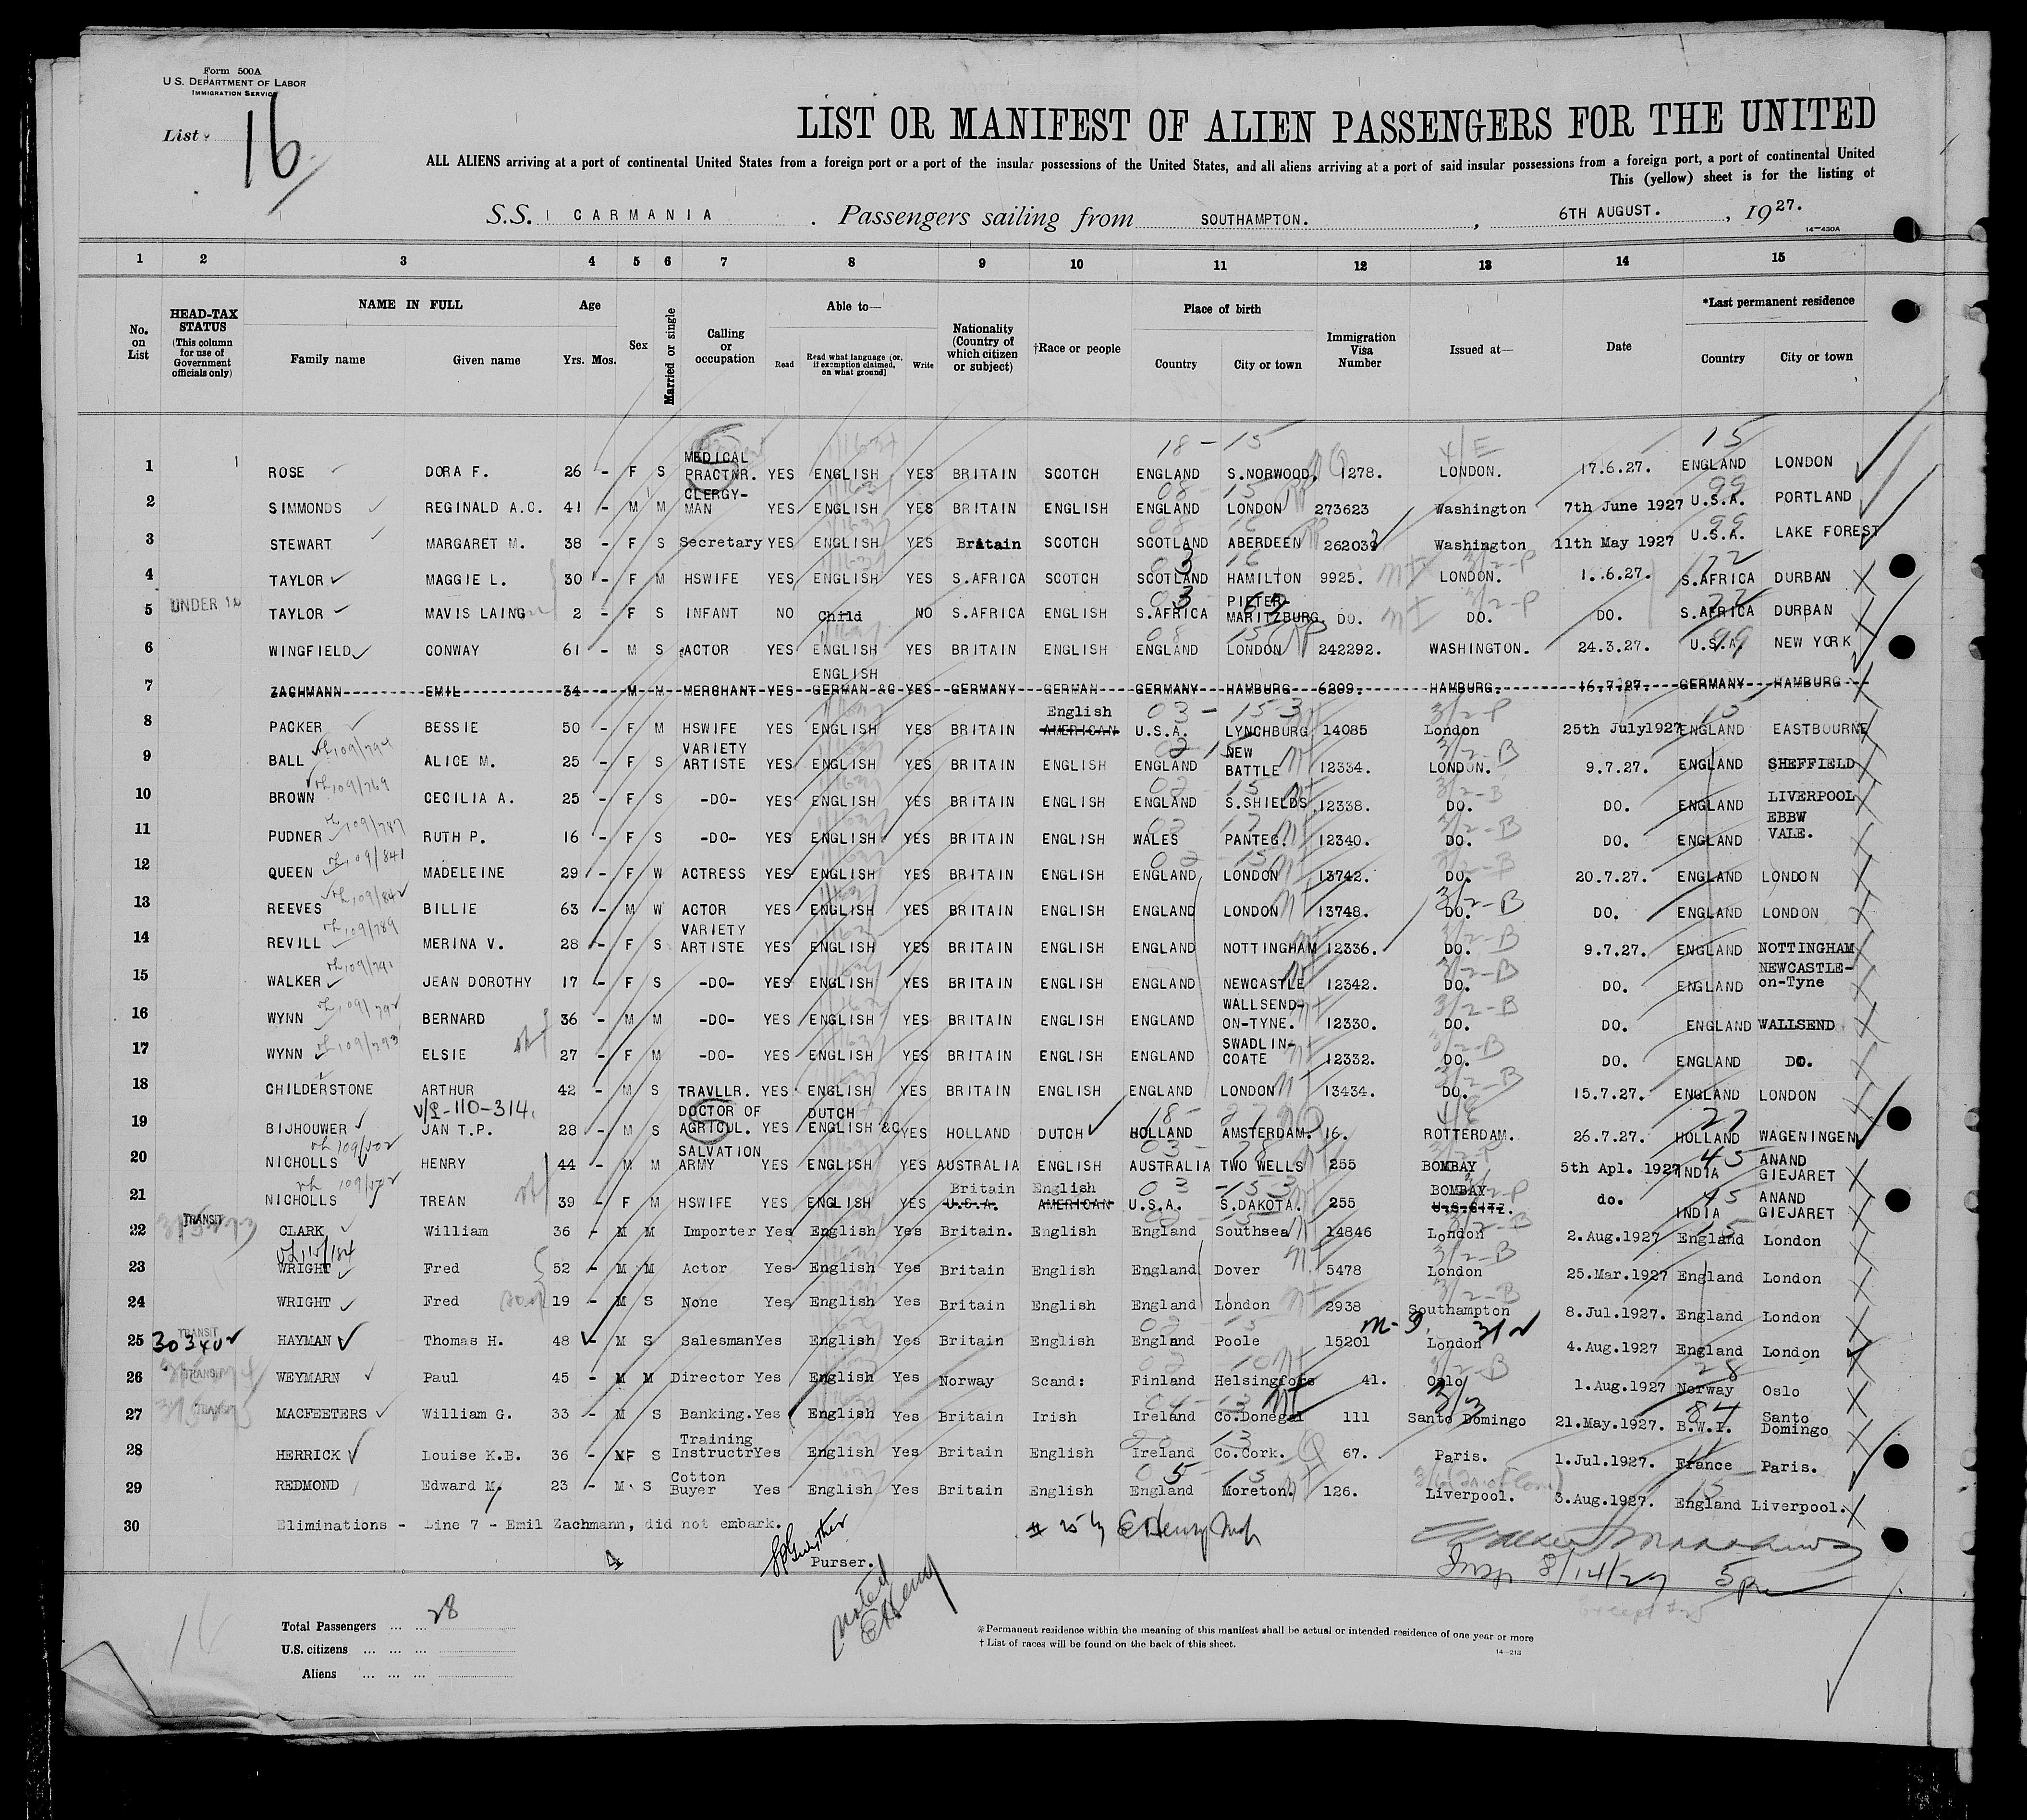 Form 500A
U.S. DEPARTMENT OF LABOR
IMMIGRATION SERVICE
List 16
LIST OR MANIFEST OF ALIEN PASSENGERS FOR THE UNITED
ALL ALIENS arriving at a port of continental United States from a foreign port or a port of the insular possessions of the United States, and all aliens arriving at a port of said insular possessions from a foreign port, a port of continental United
This (yellow) sheet is for the listing of
S.S. CARMANIA . Passengers sailing from SOUTHAMPTON. , 6TH AUGUST. , 1927.
14—430A
1 2 3 4 5 6 7 8 9 10 11 12 13 14 15
No. on List
HEAD-TAX STATUS (This column for use of Government officials only)
NAME IN FULL
Family name Given name
Age
Yrs. Mos.
Sex
Married or single
Calling or occupation
Able to—
Read Read what language [or, if exemption claimed, on what ground] Write
Nationality (Country of which citizen or subject)
†Race or people
Place of birth
Country City or town
Immigration Visa Number
Issued at—
Date
*Last permanent residence
Country City or town
1 ROSE DORA F. 26 - F S MEDICAL PRACTNR. YES ENGLISH YES BRITAIN SCOTCH ENGLAND S.NORWOOD 1278. LONDON. 17.6.27. ENGLAND LONDON
2 SIMMONDS REGINALD A.C. 41 - M M CLERGY-MAN YES ENGLISH YES BRITAIN ENGLISH ENGLAND LONDON 273623 Washington 7th June 1927 U.S.A. PORTLAND
3 STEWART MARGARET M. 38 - F S Secretary YES ENGLISH YES Britain SCOTCH SCOTLAND ABERDEEN 262039 Washington 11th May 1927 U.S.A. LAKE FOREST
4 TAYLOR MAGGIE L. 30 - F M HSWIFE YES ENGLISH YES S.AFRICA SCOTCH SCOTLAND HAMILTON 9925. LONDON. 1.6.27. S.AFRICA DURBAN
5 UNDER 16 TAYLOR MAVIS LAING 2 - F S INFANT NO Child NO S.AFRICA ENGLISH S.AFRICA PIETER-MARITZBURG. DO. DO. DO. S.AFRICA DURBAN
6 WINGFIELD CONWAY 61 - M S ACTOR YES ENGLISH YES BRITAIN ENGLISH ENGLAND LONDON 242292. WASHINGTON. 24.3.27. U.S.A. NEW YORK
7 ZACHMANN EMIL 34 - M M MERCHANT YES ENGLISH GERMAN &C YES GERMANY GERMAN GERMANY HAMBURG 6209. HAMBURG. 16.7.27. GERMANY HAMBURG
8 PACKER BESSIE 50 - F M HSWIFE YES ENGLISH YES BRITAIN English AMERICAN U.S.A. LYNCHBURG 14085 London 25th July1927 ENGLAND EASTBOURNE
9 BALL ALICE M. 25 - F S VARIETY ARTISTE YES ENGLISH YES BRITAIN ENGLISH ENGLAND NEW BATTLE 12334. LONDON. 9.7.27. ENGLAND SHEFFIELD
10 BROWN CECILIA A. 25 - F S -DO- YES ENGLISH YES BRITAIN ENGLISH ENGLAND S.SHIELDS 12338. DO. DO. ENGLAND LIVERPOOL
11 PUDNER RUTH P. 16 - F S -DO- YES ENGLISH YES BRITAIN ENGLISH WALES PANTEG. 12340. DO. DO. ENGLAND EBBW VALE.
12 QUEEN MADELEINE 29 - F W ACTRESS YES ENGLISH YES BRITAIN ENGLISH ENGLAND LONDON 13742. DO. 20.7.27. ENGLAND LONDON
13 REEVES BILLIE 63 - M W ACTOR YES ENGLISH YES BRITAIN ENGLISH ENGLAND LONDON 13748. DO. DO. ENGLAND LONDON
14 REVILL MERINA V. 28 - F S VARIETY ARTISTE YES ENGLISH YES BRITAIN ENGLISH ENGLAND NOTTINGHAM 12336. DO. 9.7.27. ENGLAND NOTTINGHAM
15 WALKER JEAN DOROTHY 17 - F S -DO- YES ENGLISH YES BRITAIN ENGLISH ENGLAND NEWCASTLE 12342. DO. DO. ENGLAND NEWCASTLE-on-Tyne
16 WYNN BERNARD 36 - M M -DO- YES ENGLISH YES BRITAIN ENGLISH ENGLAND WALLSEND-ON-TYNE. 12330. DO. DO. ENGLAND WALLSEND
17 WYNN ELSIE 27 - F M -DO- YES ENGLISH YES BRITAIN ENGLISH ENGLAND SWADLIN-COATE 12332. DO. DO. ENGLAND DO.
18 CHILDERSTONE ARTHUR 42 - M S TRAVLLR. YES ENGLISH YES BRITAIN ENGLISH ENGLAND LONDON 13434. DO. 15.7.27. ENGLAND LONDON
19 BIJHOUWER JAN T.P. 28 - M S DOCTOR OF AGRICUL. YES DUTCH ENGLISH &C YES HOLLAND DUTCH HOLLAND AMSTERDAM. 16. ROTTERDAM. 26.7.27. HOLLAND WAGENINGEN
20 NICHOLLS HENRY 44 - M M SALVATION ARMY YES ENGLISH YES AUSTRALIA ENGLISH AUSTRALIA TWO WELLS 255 BOMBAY 5th Apl. 1927 INDIA ANAND GIEJARET
21 NICHOLLS TREAN 39 - F M HSWIFE YES ENGLISH YES Britain U.S.A. English AMERICAN U.S.A. S.DAKOTA. 255 BOMBAY U.S.CITZ. do. INDIA ANAND GIEJARET
22 TRANSIT CLARK William 36 - M M Importer Yes English Yes Britain. English England Southsea 14846 London 2.Aug.1927 England London
23 WRIGHT Fred 52 - M M Actor Yes English Yes Britain English England Dover 5478 London 25.Mar.1927 England London
24 WRIGHT Fred 19 - M S None Yes English Yes Britain English England London 2938 Southampton 8.Jul.1927. England London
25 TRANSIT HAYMAN Thomas H. 48 - M S Salesman Yes English Yes Britain English England Poole 15201 London 4.Aug.1927 England London
26 TRANSIT WEYMARN Paul 45 - M M Director Yes English Yes Norway Scand: Finland Helsingfors 41. Oslo 1.Aug.1927 Norway Oslo
27 TRANSIT MACFEETERS William G. 33 - M S Banking. Yes English Yes Britain Irish Ireland Co.Donegal 111 Santo Domingo 21.May.1927. B.W.I. Santo Domingo
28 HERRICK Louise K.B. 36 - F S Training Instructr Yes English Yes Britain English Ireland Co.Cork. 67. Paris. 1.Jul.1927. France Paris.
29 REDMOND Edward M. 23 - M S Cotton Buyer Yes English Yes Britain English England Moreton. 126. Liverpool. 3.Aug.1927. England Liverpool.
30 Eliminations - Line 7 - Emil Zachmann, did not embark.
Purser.
Insp 8/14/27 5 pm
Total Passengers ... ... 28
U.S. citizens ... ... ...
Aliens ... ... ...
*Permanent residence within the meaning of this manifest shall be actual or intended residence of one year or more
† List of races will be found on the back of this sheet.
14—213